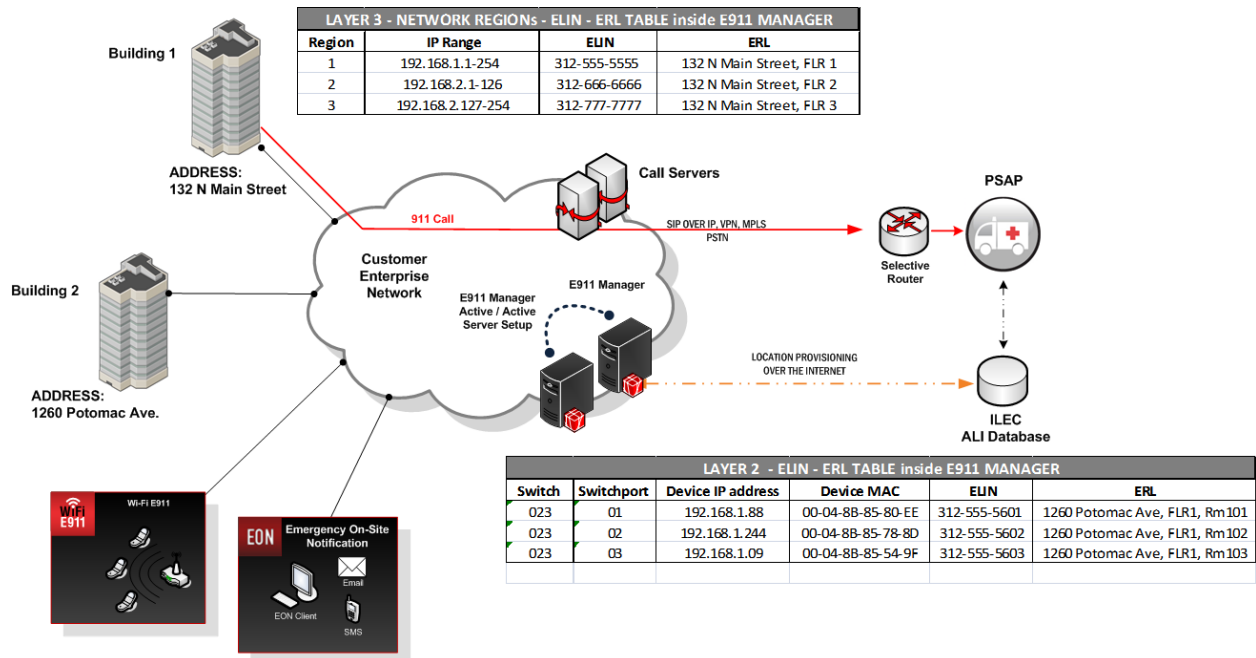 LAYER 3 - NETWORK REGIONs - ELIN - ERL TABLE inside E911 MANAGER
Region IP Range ELIN ERL
1 192.168.1.1-254 312-555-5555 132 N Main Street, FLR 1
2 192.168.2.1-126 312-666-6666 132 N Main Street, FLR 2
3 192.168.2.127-254 312-777-7777 132 N Main Street, FLR 3
Building 1
ADDRESS:
132 N Main Street
Call Servers
PSAP
911 Call
SIP OVER IP, VPN, MPLS
PSTN
Selective
Router
Customer
Enterprise
Network
Building 2
ADDRESS:
1260 Potomac Ave.
E911 Manager
E911 Manager
Active / Active
Server Setup
LOCATION PROVISIONING
OVER THE INTERNET
ILEC
ALI Database
LAYER 2 - ELIN - ERL TABLE inside E911 MANAGER
Switch Switchport Device IP address Device MAC ELIN ERL
023 01 192.168.1.88 00-04-8B-85-80-EE 312-555-5601 1260 Potomac Ave, FLR1, Rm101
023 02 192.168.1.244 00-04-8B-85-78-8D 312-555-5602 1260 Potomac Ave, FLR1, Rm102
023 03 192.168.1.09 00-04-8B-85-54-9F 312-555-5603 1260 Potomac Ave, FLR1, Rm103
WiFi
E911
Wi-Fi E911
EON
Emergency On-Site
Notification
Email
EON Client
SMS